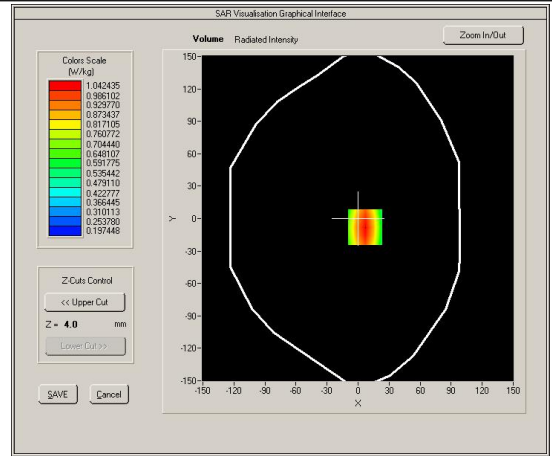 SAR Visualisation Graphical Interface
Volume Radiated Intensity
Zoom In/Out
Colors Scale
(W/kg)
1.042435
0.986102
0.929770
0.873437
0.817105
0.760772
0.704440
0.648107
0.591775
0.535442
0.479110
0.422777
0.366445
0.310113
0.253780
0.197448
Z-Cuts Control
<< Upper Cut
Z = 4.0 mm
Lower Cut >>
SAVE
Cancel
150
120
90
60
30
0
-30
-60
-90
-120
-150
Y
-150 -120 -90 -60 -30 0 30 60 90 120 150
X